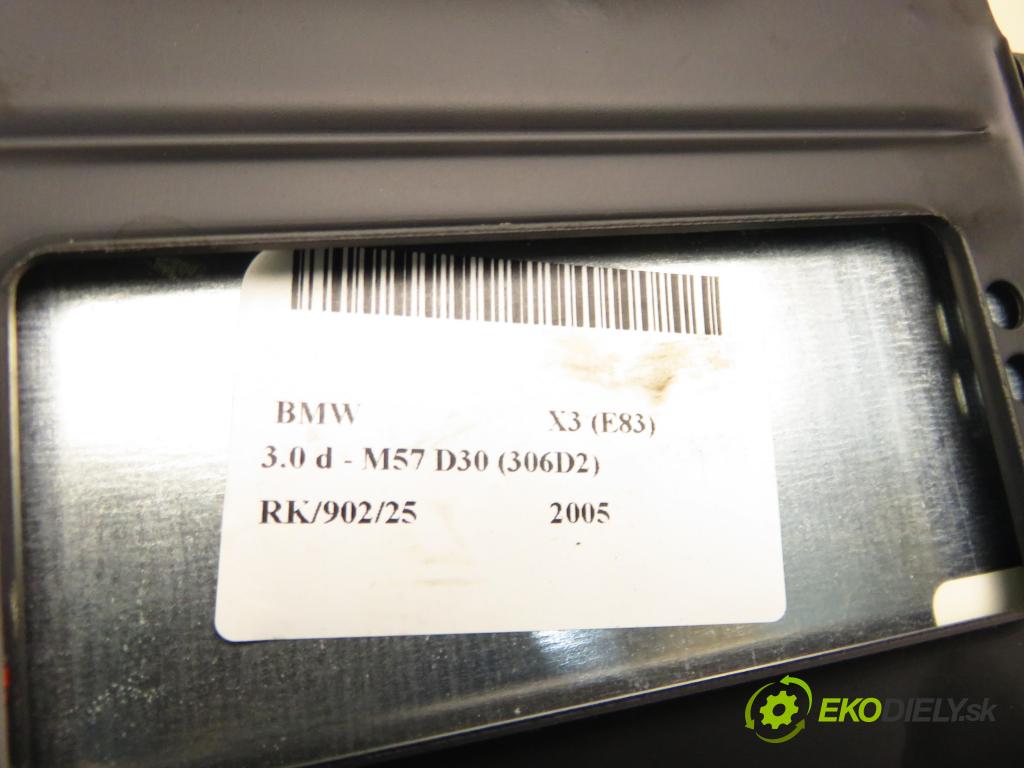 BMW X3 (E83)
3.0 d - M57 D30 (306D2)
RK/902/25 2005
EKODIELY.sk